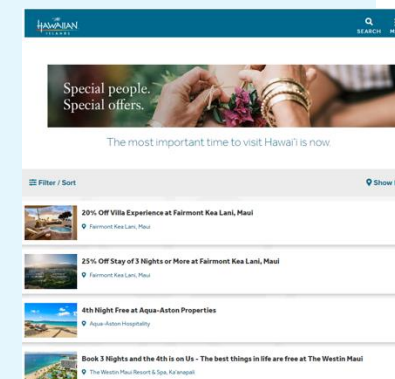 THE
HAWAIIAN
ISLANDS
SEARCH
M
Special people.
Special offers.
The most important time to visit Hawai'i is now.
Filter / Sort
Show
20% Off Villa Experience at Fairmont Kea Lani, Maui
Fairmont Kea Lani, Maui
25% Off Stay of 3 Nights or More at Fairmont Kea Lani, Maui
Fairmont Kea Lani, Maui
4th Night Free at Aqua-Aston Properties
Aqua-Aston Hospitality
Book 3 Nights and the 4th is on Us - The best things in life are free at The Westin Maui
The Westin Maui Resort & Spa, Ka'anapali